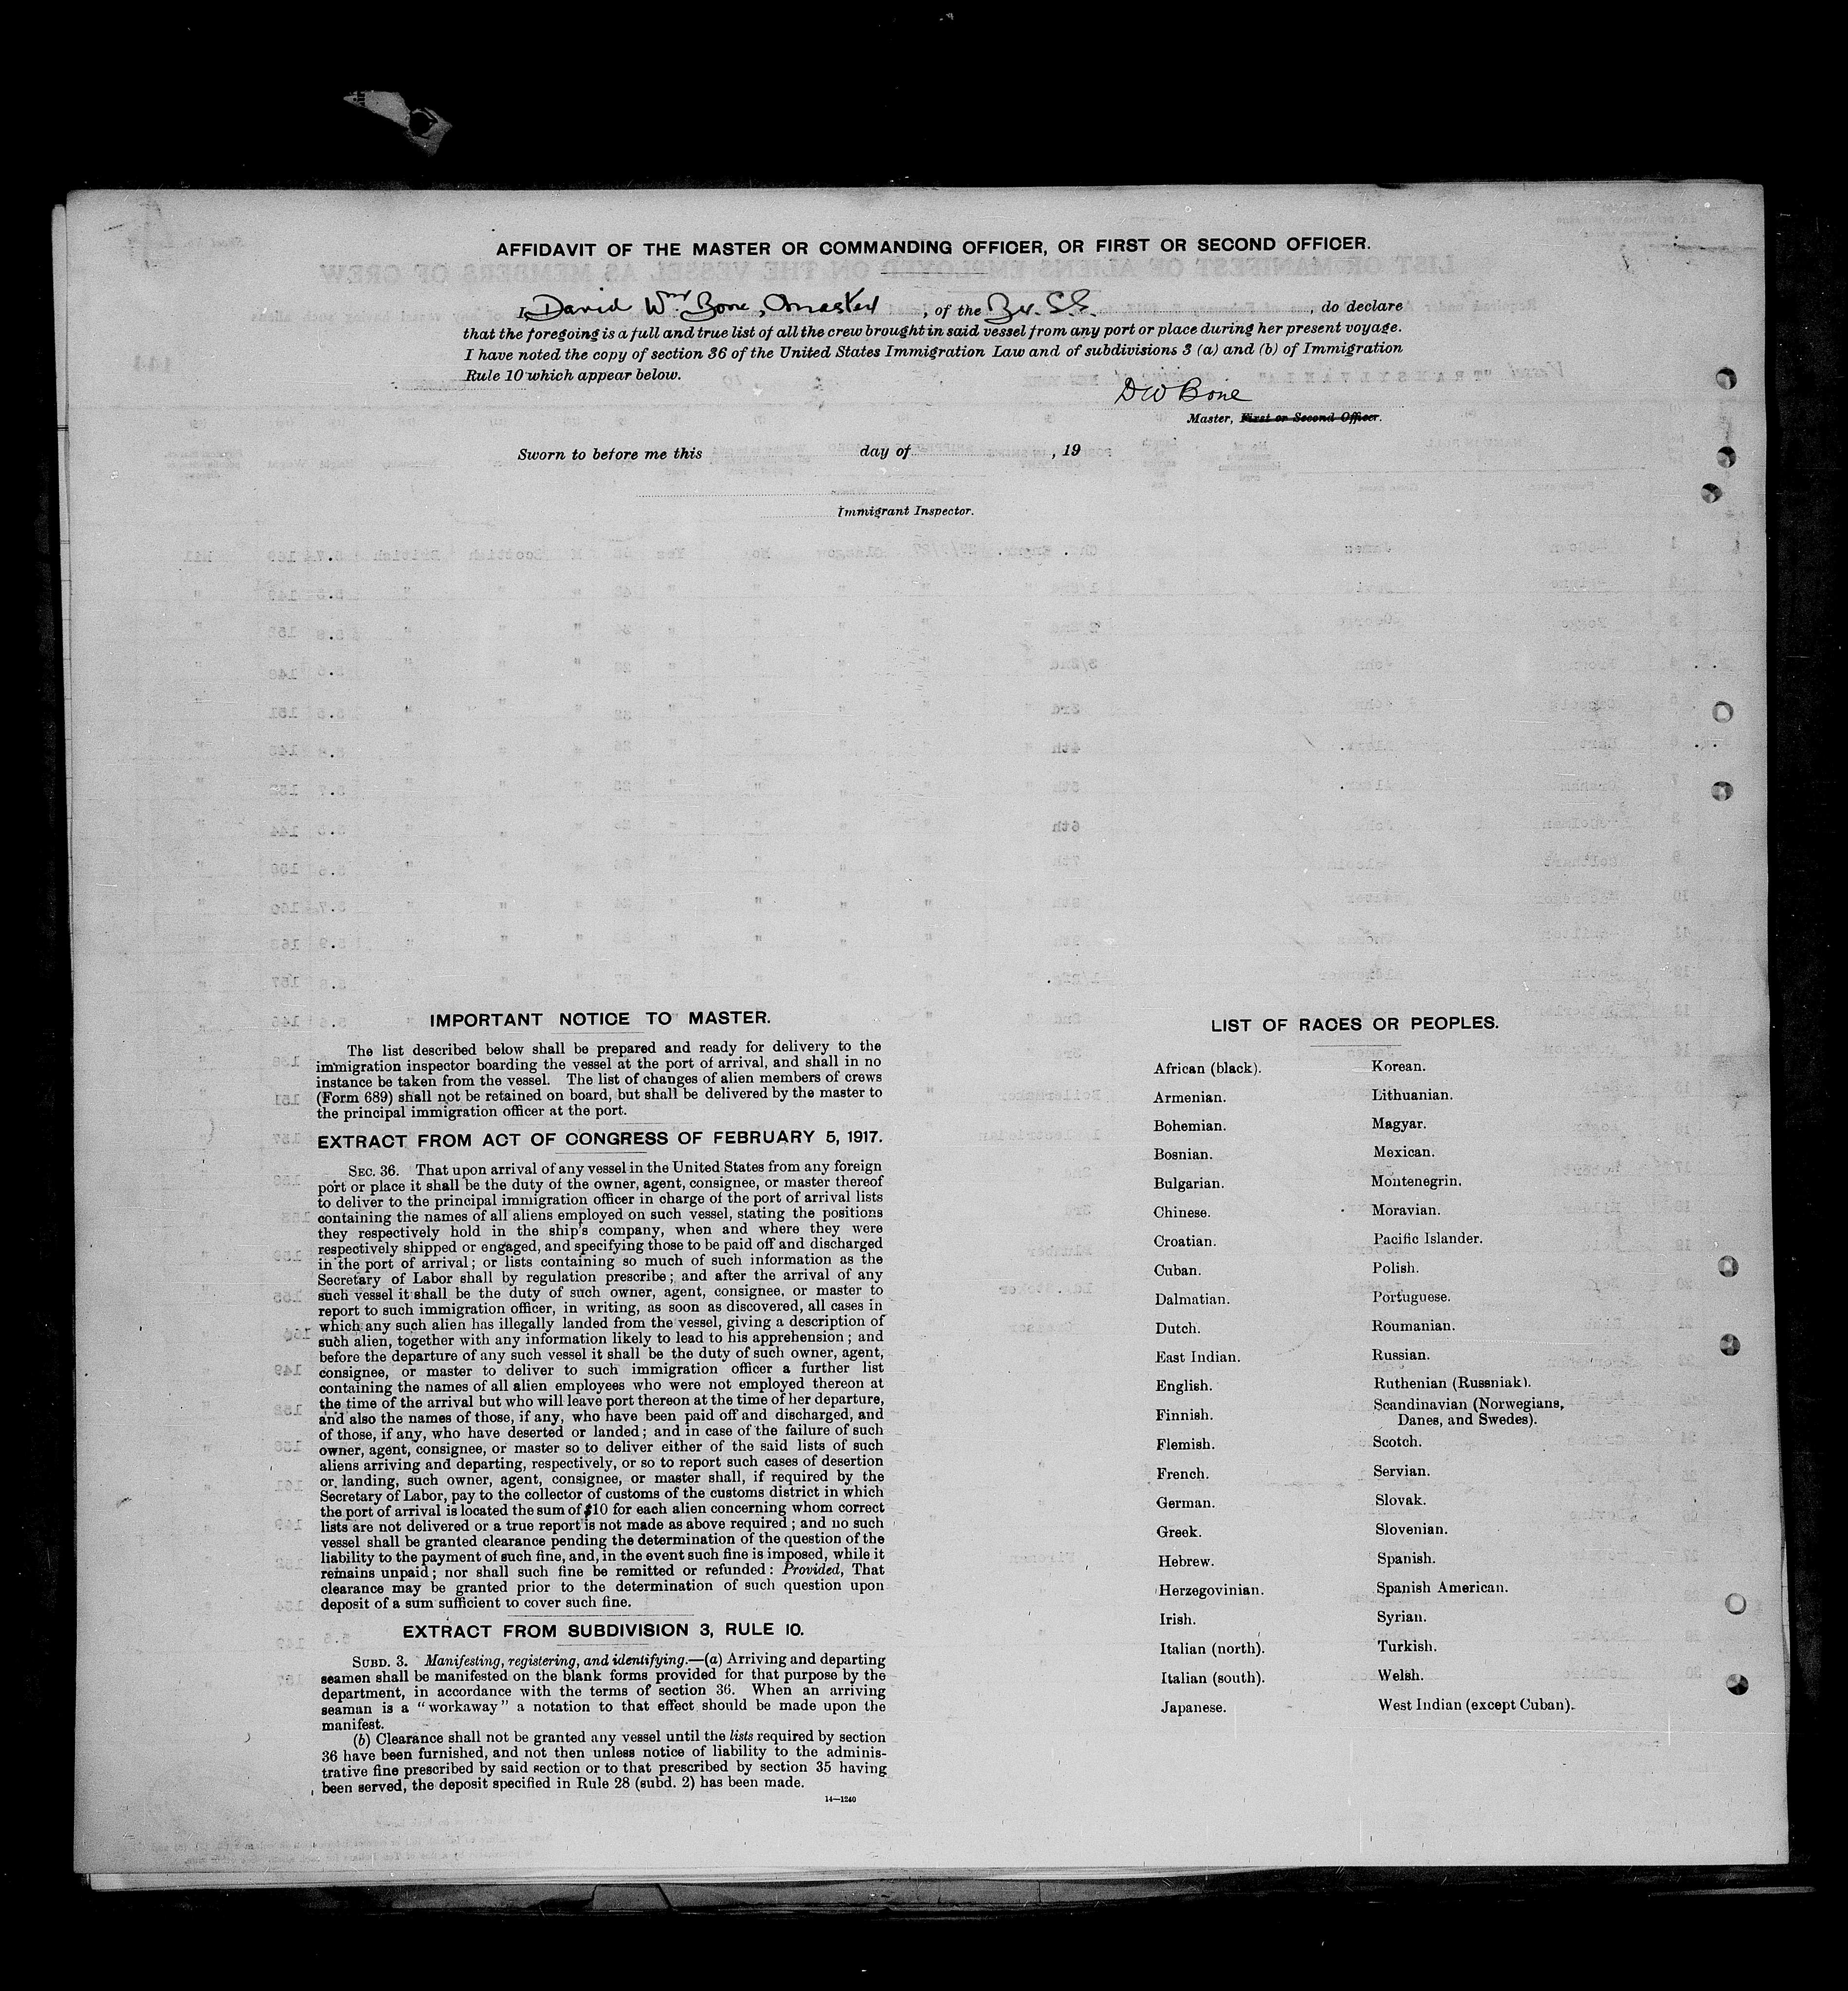 AFFIDAVIT OF THE MASTER OR COMMANDING OFFICER, OR FIRST OR SECOND OFFICER.
I, David Wm Bone, Master, of the Br. S.S., do declare
that the foregoing is a full and true list of all the crew brought in said vessel from any port or place during her present voyage.
I have noted the copy of section 36 of the United States Immigration Law and of subdivisions 3 (a) and (b) of Immigration
Rule 10 which appear below.
DW Bone
Master, First or Second Officer.
Sworn to before me this day of , 19
Immigrant Inspector.
IMPORTANT NOTICE TO MASTER.
The list described below shall be prepared and ready for delivery to the
immigration inspector boarding the vessel at the port of arrival, and shall in no
instance be taken from the vessel. The list of changes of alien members of crews
(Form 689) shall not be retained on board, but shall be delivered by the master to
the principal immigration officer at the port.
EXTRACT FROM ACT OF CONGRESS OF FEBRUARY 5, 1917.
SEC. 36. That upon arrival of any vessel in the United States from any foreign
port or place it shall be the duty of the owner, agent, consignee, or master thereof
to deliver to the principal immigration officer in charge of the port of arrival lists
containing the names of all aliens employed on such vessel, stating the positions
they respectively hold in the ship's company, when and where they were
respectively shipped or engaged, and specifying those to be paid off and discharged
in the port of arrival; or lists containing so much of such information as the
Secretary of Labor shall by regulation prescribe; and after the arrival of any
such vessel it shall be the duty of such owner, agent, consignee, or master to
report to such immigration officer, in writing, as soon as discovered, all cases in
which any such alien has illegally landed from the vessel, giving a description of
such alien, together with any information likely to lead to his apprehension; and
before the departure of any such vessel it shall be the duty of such owner, agent,
consignee, or master to deliver to such immigration officer a further list
containing the names of all alien employees who were not employed thereon at
the time of the arrival but who will leave port thereon at the time of her departure,
and also the names of those, if any, who have been paid off and discharged, and
of those, if any, who have deserted or landed; and in case of the failure of such
owner, agent, consignee, or master so to deliver either of the said lists of such
aliens arriving and departing, respectively, or so to report such cases of desertion
or landing, such owner, agent, consignee, or master shall, if required by the
Secretary of Labor, pay to the collector of customs of the customs district in which
the port of arrival is located the sum of $10 for each alien concerning whom correct
lists are not delivered or a true report is not made as above required; and no such
vessel shall be granted clearance pending the determination of the question of the
liability to the payment of such fine, and, in the event such fine is imposed, while it
remains unpaid; nor shall such fine be remitted or refunded: Provided, That
clearance may be granted prior to the determination of such question upon
deposit of a sum sufficient to cover such fine.
EXTRACT FROM SUBDIVISION 3, RULE 10.
SUBD. 3. Manifesting, registering, and identifying.—(a) Arriving and departing
seamen shall be manifested on the blank forms provided for that purpose by the
department, in accordance with the terms of section 36. When an arriving
seaman is a "workaway" a notation to that effect should be made upon the
manifest.
(b) Clearance shall not be granted any vessel until the lists required by section
36 have been furnished, and not then unless notice of liability to the adminis-
trative fine prescribed by said section or to that prescribed by section 35 having
been served, the deposit specified in Rule 28 (subd. 2) has been made.
14—1240
LIST OF RACES OR PEOPLES.
African (black).
Armenian.
Bohemian.
Bosnian.
Bulgarian.
Chinese.
Croatian.
Cuban.
Dalmatian.
Dutch.
East Indian.
English.
Finnish.
Flemish.
French.
German.
Greek.
Hebrew.
Herzegovinian.
Irish.
Italian (north).
Italian (south).
Japanese.
Korean.
Lithuanian.
Magyar.
Mexican.
Montenegrin.
Moravian.
Pacific Islander.
Polish.
Portuguese.
Roumanian.
Russian.
Ruthenian (Russniak).
Scandinavian (Norwegians,
Danes, and Swedes).
Scotch.
Servian.
Slovak.
Slovenian.
Spanish.
Spanish American.
Syrian.
Turkish.
Welsh.
West Indian (except Cuban).